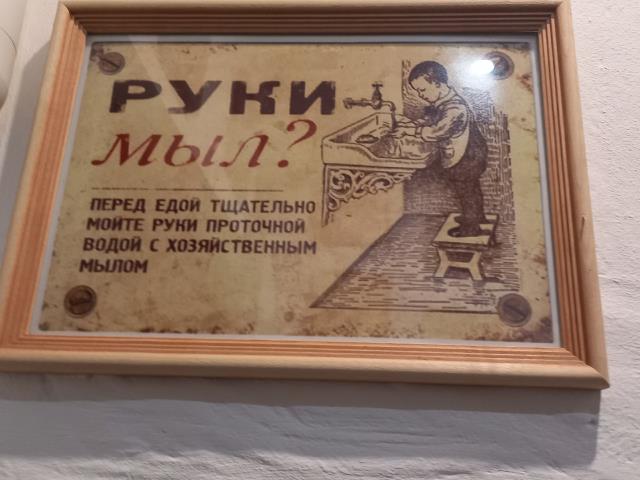 РУКИ
МЫЛ?
ПЕРЕД ЕДОЙ ТЩАТЕЛЬНО
МОЙТЕ РУКИ ПРОТОЧНОЙ
ВОДОЙ С ХОЗЯЙСТВЕННЫМ
МЫЛОМ